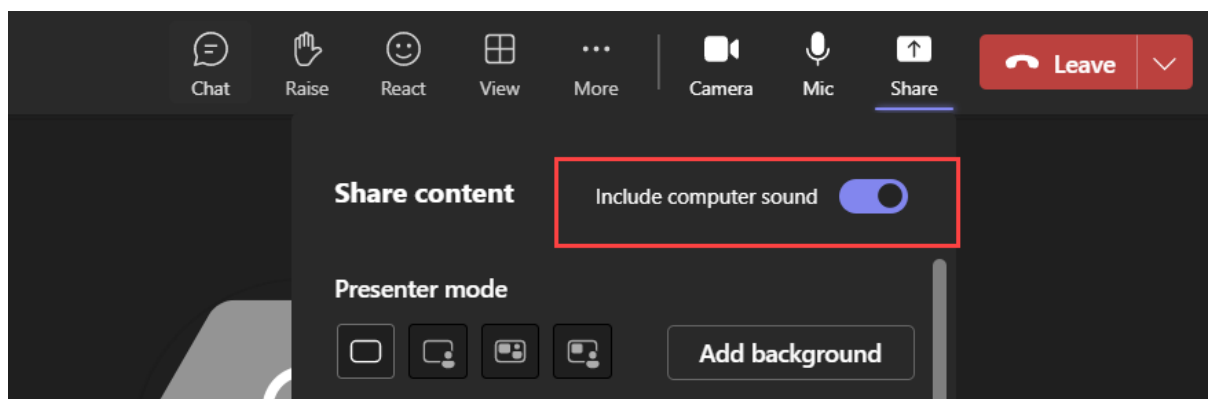 Chat Raise React View More Camera Mic Share Leave
Share content Include computer sound
Presenter mode
Add background